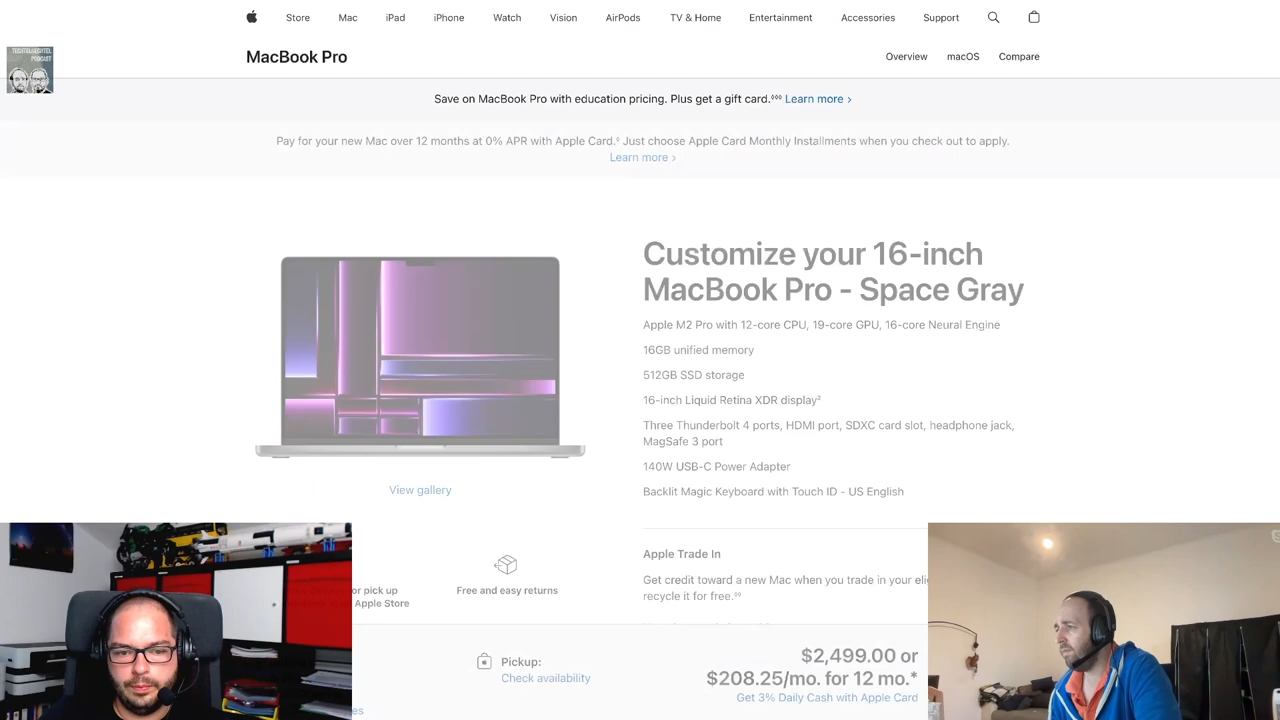 Store Mac iPad iPhone Watch Vision AirPods TV & Home Entertainment Accessories Support
TECHTELMECHTEL
PODCAST
MacBook Pro
Overview macOS Compare
Save on MacBook Pro with education pricing. Plus get a gift card.◊◊◊ Learn more >
Pay for your new Mac over 12 months at 0% APR with Apple Card.◊ Just choose Apple Card Monthly Installments when you check out to apply.
Learn more >
Customize your 16-inch
MacBook Pro - Space Gray
Apple M2 Pro with 12-core CPU, 19-core GPU, 16-core Neural Engine
16GB unified memory
512GB SSD storage
16-inch Liquid Retina XDR display²
Three Thunderbolt 4 ports, HDMI port, SDXC card slot, headphone jack,
MagSafe 3 port
140W USB-C Power Adapter
Backlit Magic Keyboard with Touch ID - US English
View gallery
or pick up
Apple Store
Free and easy returns
Apple Trade In
Get credit toward a new Mac when you trade in your
recycle it for free.◊◊
Pickup:
Check availability
$2,499.00 or
$208.25/mo. for 12 mo.*
Get 3% Daily Cash with Apple Card